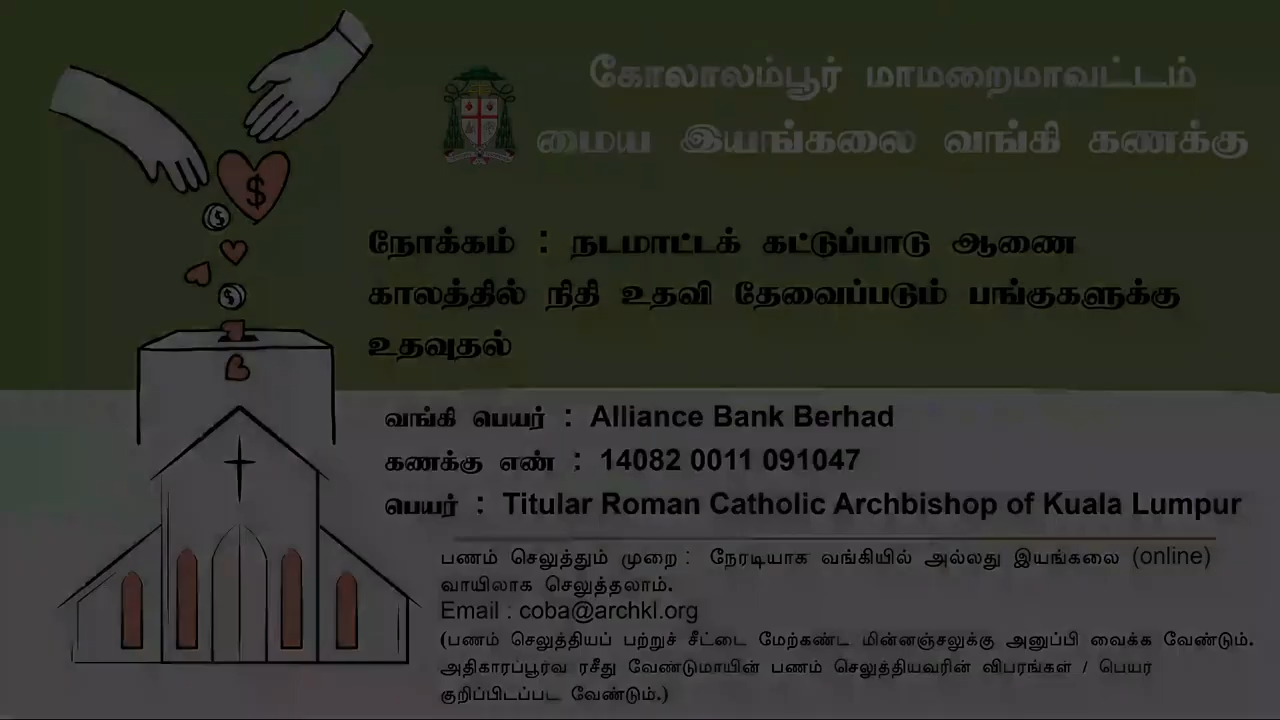 கோலாலம்பூர் மாமறைமாவட்டம்
மைய இயங்கலை வங்கி கணக்கு
நோக்கம் : நடமாட்டக் கட்டுப்பாடு ஆணை
காலத்தில் நிதி உதவி தேவைப்படும் பங்குகளுக்கு
உதவுதல்
வங்கி பெயர் : Alliance Bank Berhad
கணக்கு எண் : 14082 0011 091047
பெயர் : Titular Roman Catholic Archbishop of Kuala Lumpur
பணம் செலுத்தும் முறை : நேரடியாக வங்கியில் அல்லது இயங்கலை (online)
வாயிலாக செலுத்தலாம்.
Email : coba@archkl.org
(பணம் செலுத்தியப் பற்றுச் சீட்டை மேற்கண்ட மின்னஞ்சலுக்கு அனுப்பி வைக்க வேண்டும்.
அதிகாரப்பூர்வ ரசீது வேண்டுமாயின் பணம் செலுத்தியவரின் விபரங்கள் / பெயர்
குறிப்பிடப்பட வேண்டும்.)